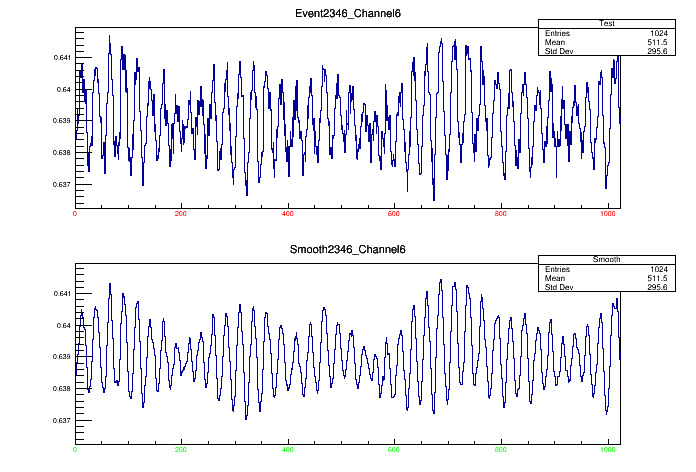 Event2346_Channel6
Test
Entries 1024
Mean 511.5
Std Dev 295.6
0.641
0.64
0.639
0.638
0.637
0 200 400 600 800 1000
Smooth2346_Channel6
Smooth
Entries 1024
Mean 511.5
Std Dev 295.6
0.641
0.64
0.639
0.638
0.637
0 200 400 600 800 1000